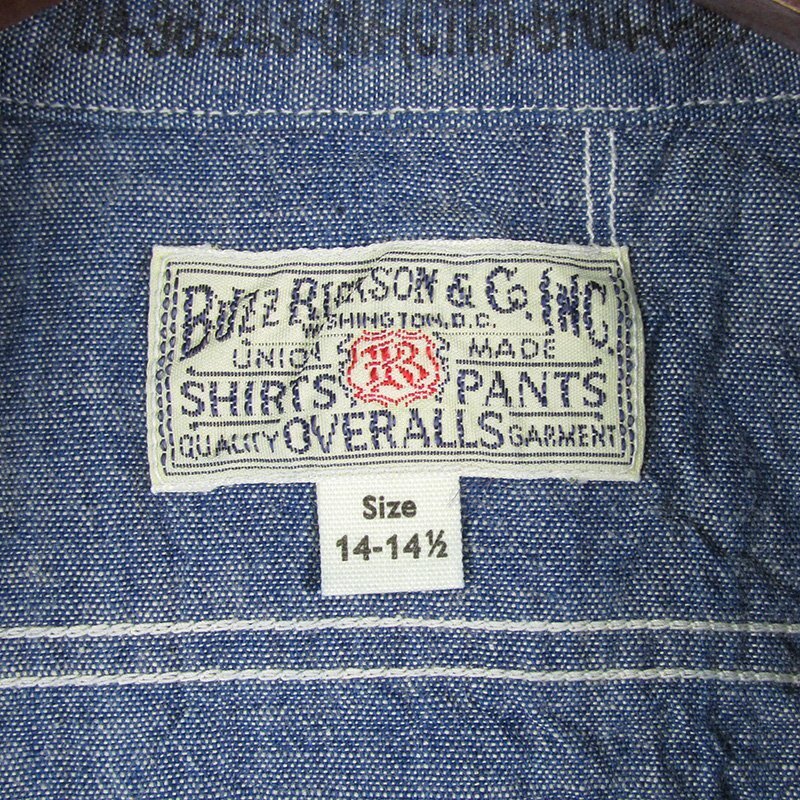 BUZZ RICKSON & CO. INC.
WASHINGTON, D.C.
UNION MADE
SHIRTS PANTS
QUALITY OVERALLS GARMENT
Size
14-14½